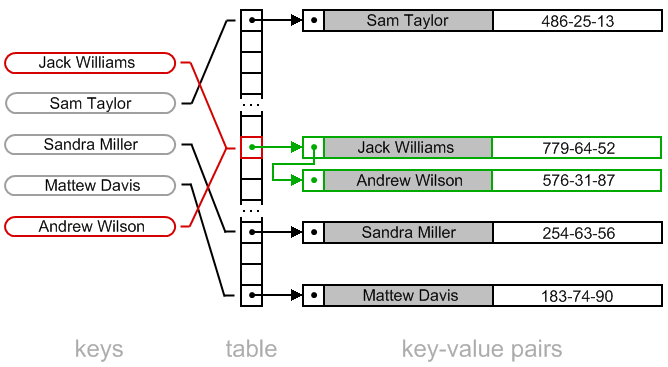 Jack Williams
Sam Taylor
Sandra Miller
Mattew Davis
Andrew Wilson
...
...
Sam Taylor 486-25-13
Jack Williams 779-64-52
Andrew Wilson 576-31-87
Sandra Miller 254-63-56
Mattew Davis 183-74-90
keys table key-value pairs